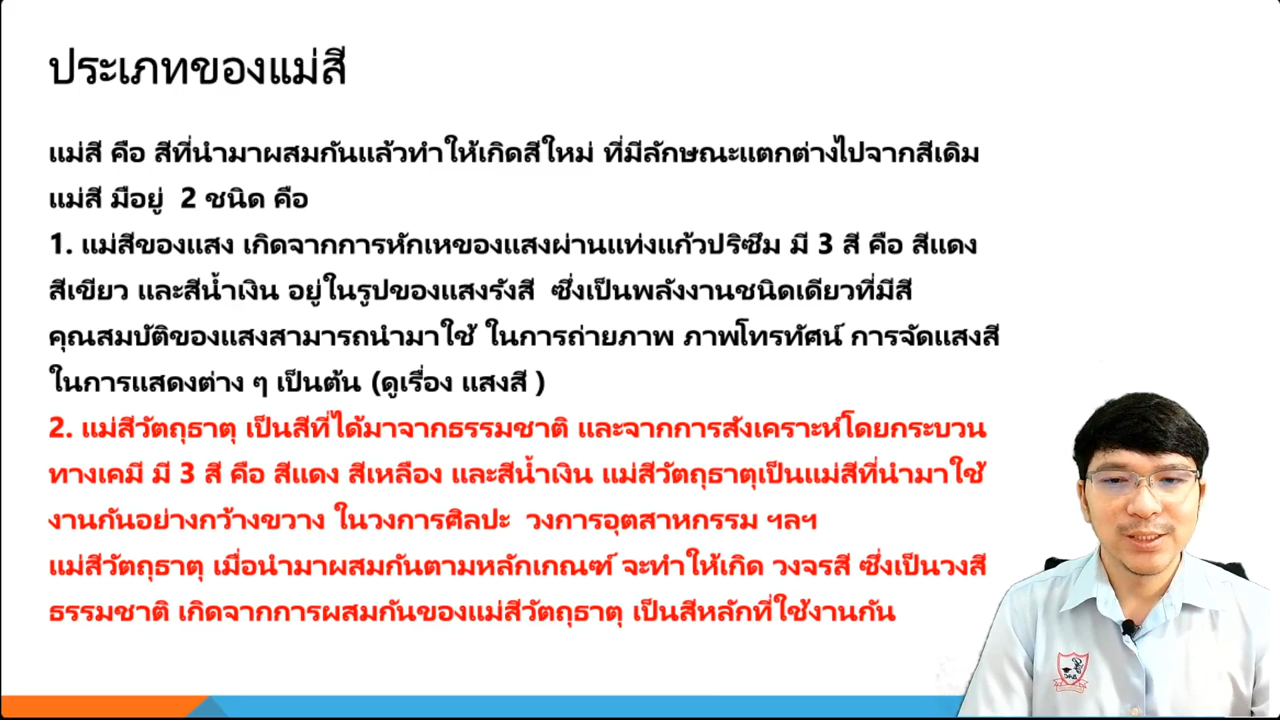 ประเภทของแม่สี
แม่สี คือ สีที่นำมาผสมกันแล้วทำให้เกิดสีใหม่ ที่มีลักษณะแตกต่างไปจากสีเดิม
แม่สี มีอยู่ 2 ชนิด คือ
1. แม่สีของแสง เกิดจากการหักเหของแสงผ่านแท่งแก้วปริซึม มี 3 สี คือ สีแดง
สีเขียว และสีน้ำเงิน อยู่ในรูปของแสงรังสี ซึ่งเป็นพลังงานชนิดเดียวที่มีสี
คุณสมบัติของแสงสามารถนำมาใช้ ในการถ่ายภาพ ภาพโทรทัศน์ การจัดแสงสี
ในการแสดงต่าง ๆ เป็นต้น (ดูเรื่อง แสงสี )
2. แม่สีวัตถุธาตุ เป็นสีที่ได้มาจากธรรมชาติ และจากการสังเคราะห์โดยกระบวน
ทางเคมี มี 3 สี คือ สีแดง สีเหลือง และสีน้ำเงิน แม่สีวัตถุธาตุเป็นแม่สีที่นำมาใช้
งานกันอย่างกว้างขวาง ในวงการศิลปะ วงการอุตสาหกรรม ฯลฯ
แม่สีวัตถุธาตุ เมื่อนำมาผสมกันตามหลักเกณฑ์ จะทำให้เกิด วงจรสี ซึ่งเป็นวงสี
ธรรมชาติ เกิดจากการผสมกันของแม่สีวัตถุธาตุ เป็นสีหลักที่ใช้งานกัน